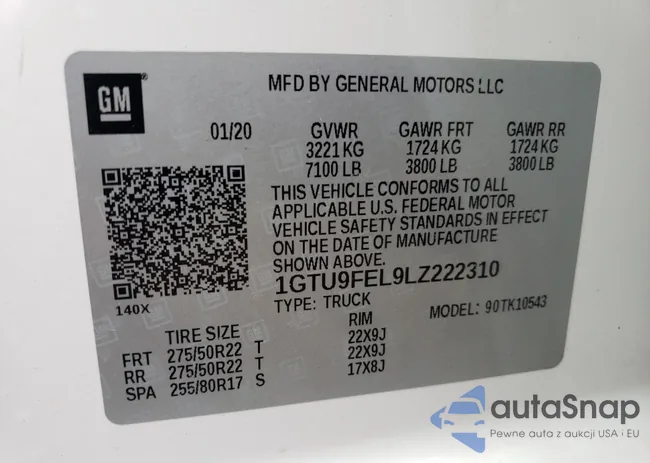 GM
MFD BY GENERAL MOTORS LLC
01/20 GVWR GAWR FRT GAWR RR
3221 KG 1724 KG 1724 KG
7100 LB 3800 LB 3800 LB
THIS VEHICLE CONFORMS TO ALL
APPLICABLE U.S. FEDERAL MOTOR
VEHICLE SAFETY STANDARDS IN EFFECT
ON THE DATE OF MANUFACTURE
SHOWN ABOVE.
1GTU9FEL9LZ222310
140X
TYPE: TRUCK MODEL: 90TK10543
TIRE SIZE RIM
FRT 275/50R22 T 22X9J
RR 275/50R22 T 22X9J
SPA 255/80R17 S 17X8J
autaSnap
Pewne auta z aukcji USA i EU